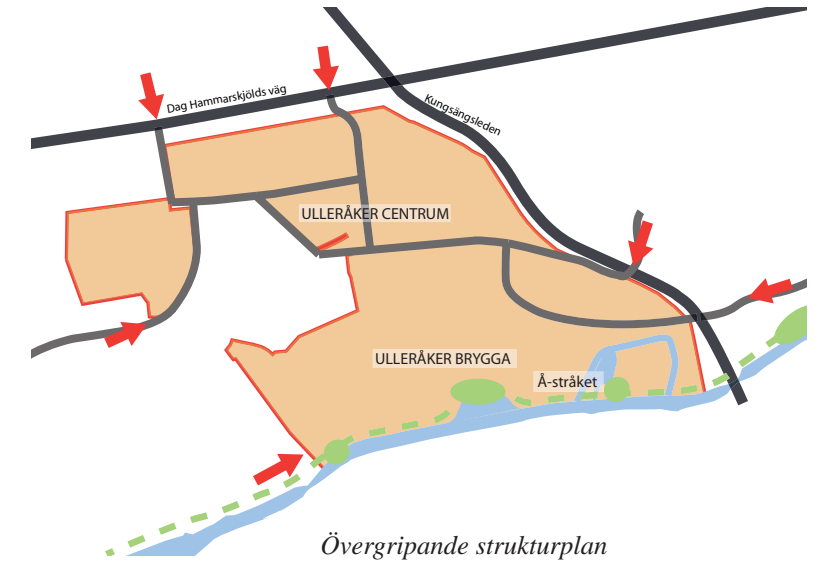 Dag Hammarskjölds väg
Kungsängsleden
ULLERÅKER CENTRUM
ULLERÅKER BRYGGA
Å-stråket
Övergripande strukturplan